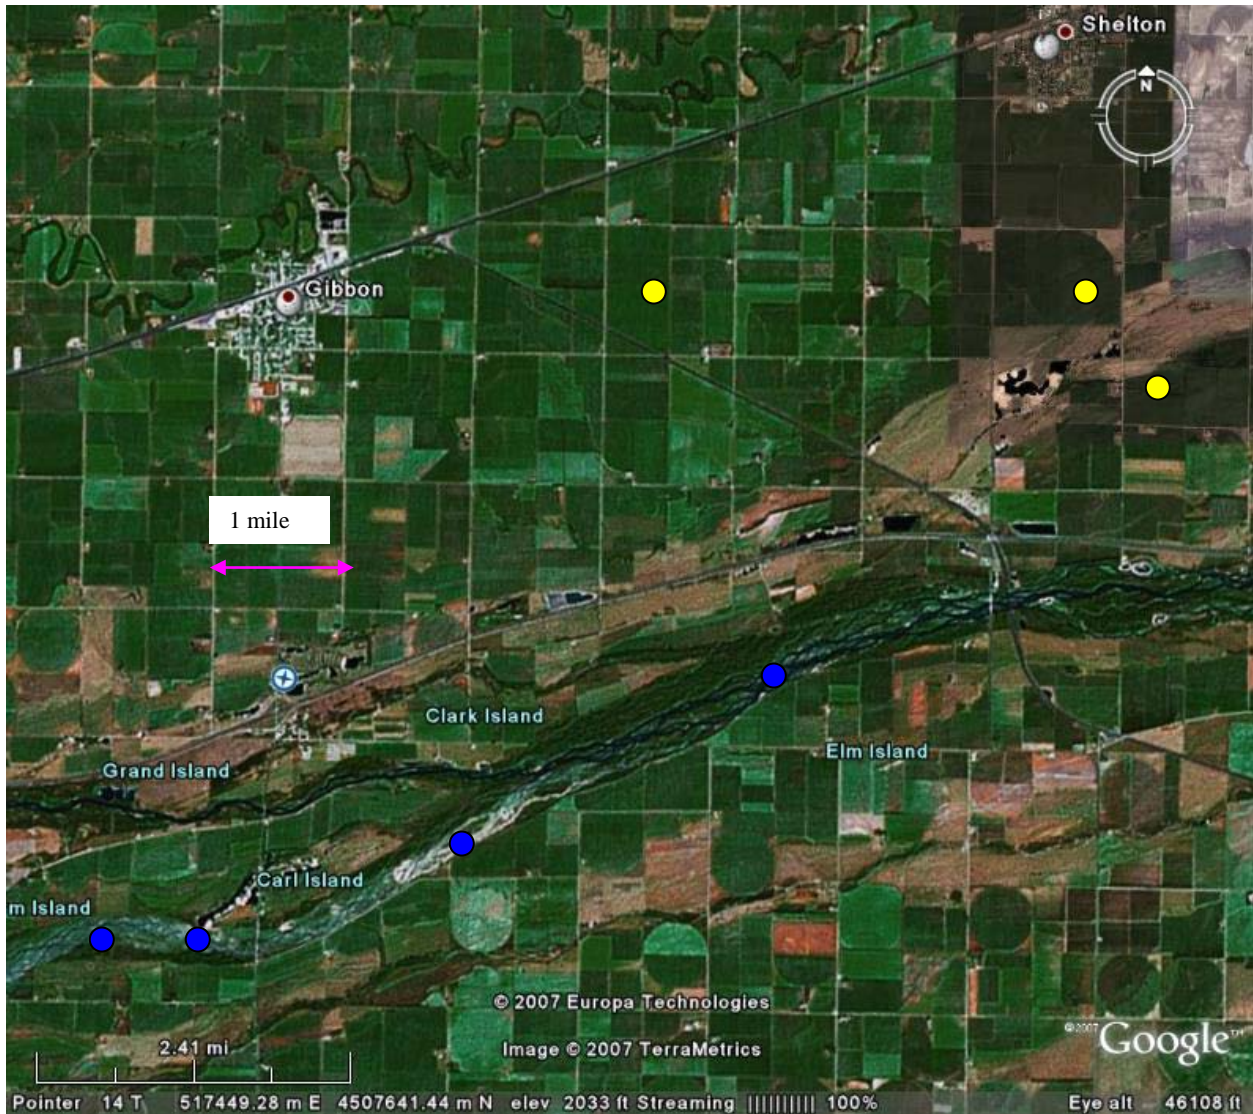 Shelton
N
Gibbon
1 mile
Clark Island
Elm Island
Grand Island
Carl Island
m Island
© 2007 Europa Technologies
©2007 Google™
2.41 mi
Image © 2007 TerraMetrics
Pointer 14 T 517449.28 m E 4507641.44 m N elev 2033 ft Streaming |||||||||| 100% Eye alt 46108 ft